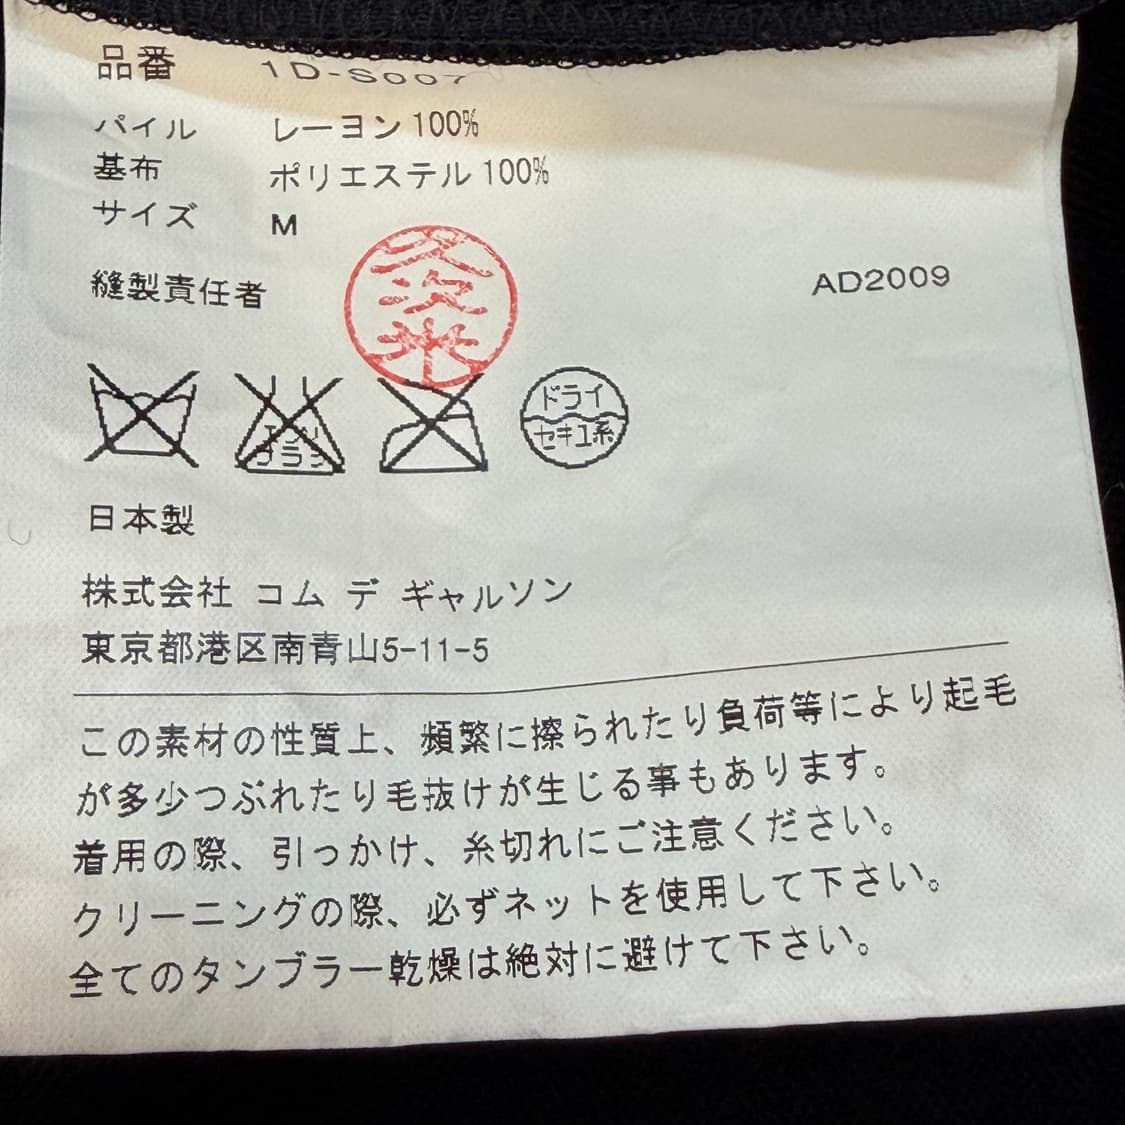 品番 1D-S007
パイル レーヨン100%
基布 ポリエステル100%
サイズ M
縫製責任者 久次米 AD2009
エンソ
ドライ
セキユ系
日本製
株式会社 コム デ ギャルソン
東京都港区南青山5-11-5
この素材の性質上、頻繁に擦られたり負荷等により起毛
が多少つぶれたり毛抜けが生じる事もあります。
着用の際、引っかけ、糸切れにご注意ください。
クリーニングの際、必ずネットを使用して下さい。
全てのタンブラー乾燥は絶対に避けて下さい。